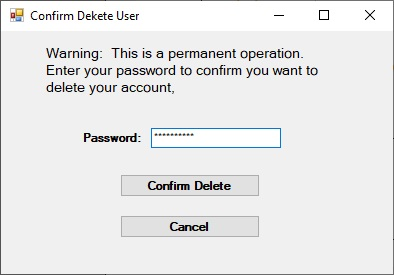 Confirm Dekete User
Warning:  This is a permanent operation.
Enter your password to confirm you want to
delete your account,
Password: **********
Confirm Delete
Cancel